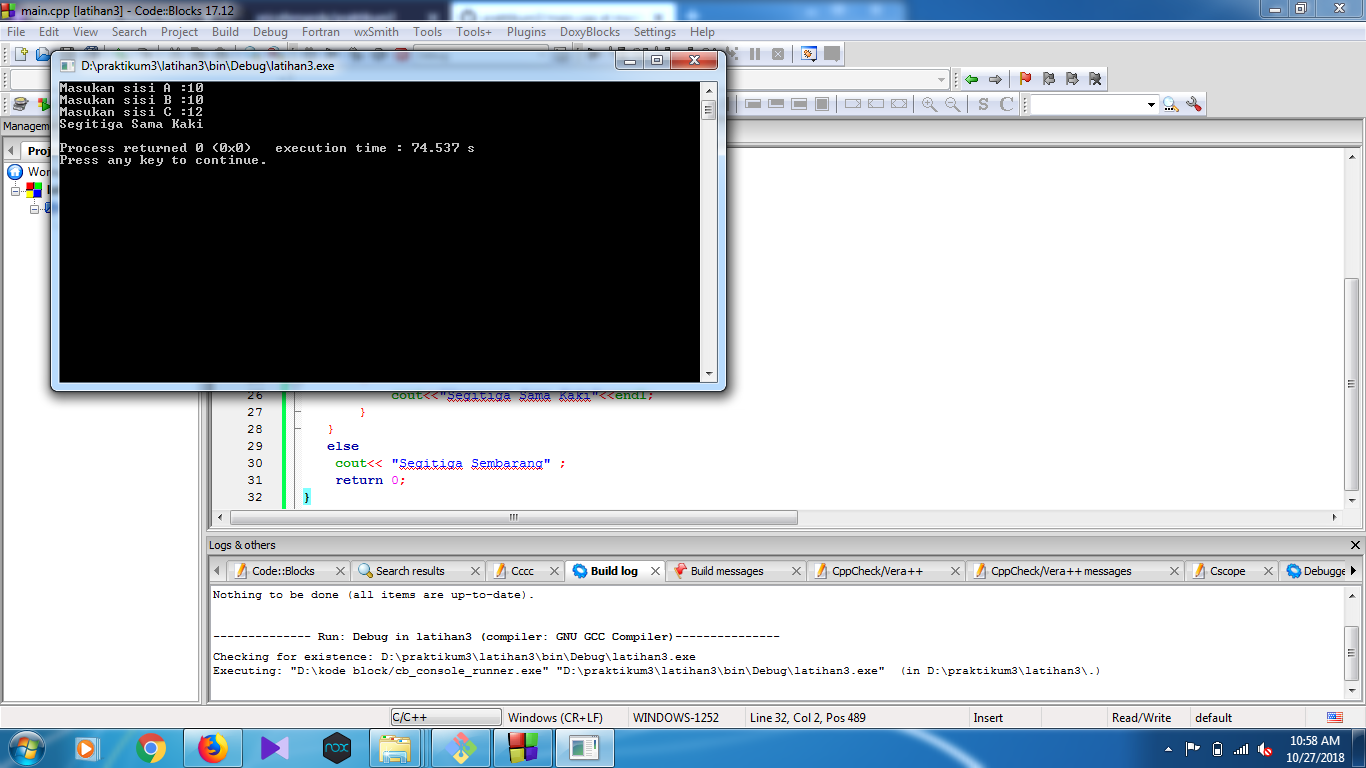 main.cpp [latihan3] - Code::Blocks 17.12
File Edit View Search Project Build Debug Fortran wxSmith Tools Tools+ Plugins DoxyBlocks Settings Help
D:\praktikum3\latihan3\bin\Debug\latihan3.exe
Masukan sisi A :10
Masukan sisi B :10
Masukan sisi C :12
Segitiga Sama Kaki
Process returned 0 (0x0)   execution time : 74.537 s
Press any key to continue.
S C
Managem
Proj
Wor
26 cout<<"Segitiga Sama Kaki"<<endl;
27 }
28 }
29 else
30 cout<< "Segitiga Sembarang" ;
31 return 0;
32 }
Logs & others
Code::Blocks Search results Cccc Build log Build messages CppCheck/Vera++ CppCheck/Vera++ messages Cscope Debugge
Nothing to be done (all items are up-to-date).
-------------- Run: Debug in latihan3 (compiler: GNU GCC Compiler)---------------
Checking for existence: D:\praktikum3\latihan3\bin\Debug\latihan3.exe
Executing: "D:\kode block/cb_console_runner.exe" "D:\praktikum3\latihan3\bin\Debug\latihan3.exe"  (in D:\praktikum3\latihan3\.)
C/C++ Windows (CR+LF) WINDOWS-1252 Line 32, Col 2, Pos 489 Insert Read/Write default
nox
10:58 AM
10/27/2018